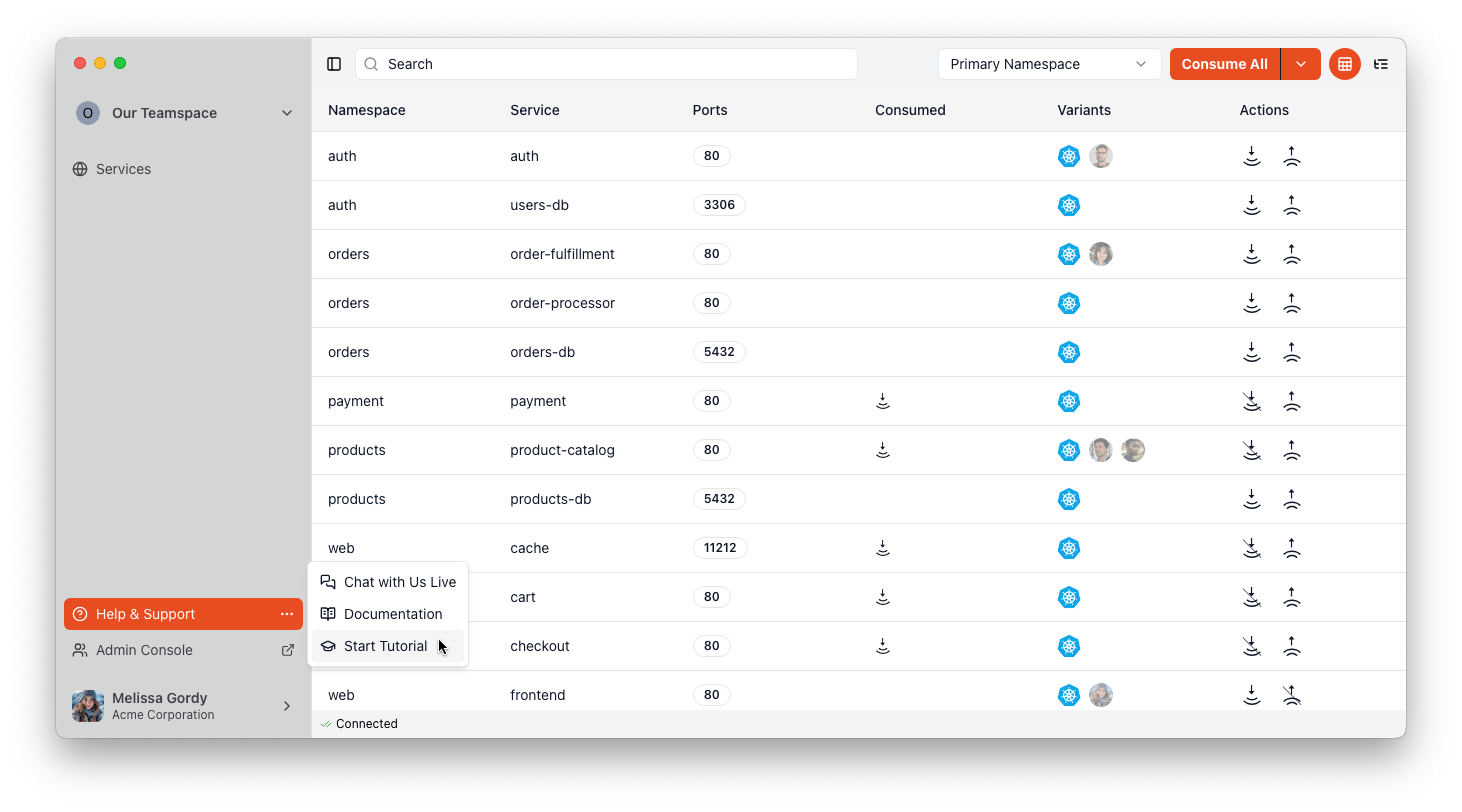 Search
Primary Namespace
Consume All
O Our Teamspace
Services
Help & Support
Admin Console
Melissa Gordy
Acme Corporation
Namespace Service Ports Consumed Variants Actions
auth auth 80
auth users-db 3306
orders order-fulfillment 80
orders order-processor 80
orders orders-db 5432
payment payment 80
products product-catalog 80
products products-db 5432
web cache 11212
cart 80
checkout 80
web frontend 80
Chat with Us Live
Documentation
Start Tutorial
Connected